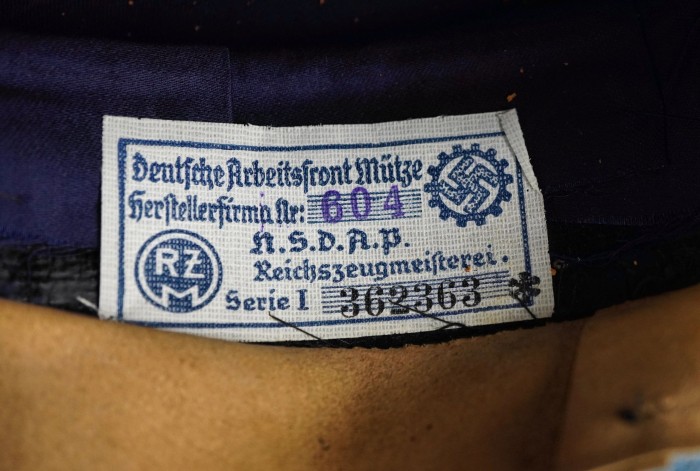 Deutsche Arbeitsfront Mütze
Herstellerfirma Nr: 604
N.S.D.A.P.
Reichszeugmeisterei.
RZM
Serie I 362363 *